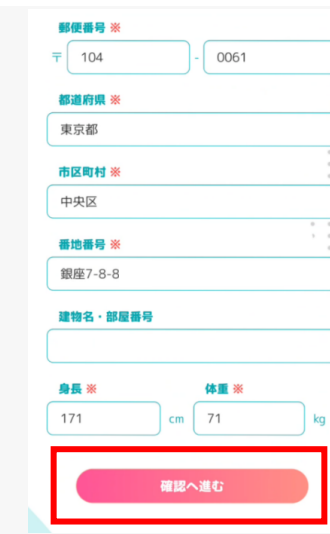 郵便番号 ※
〒 104 - 0061
都道府県 ※
東京都
市区町村 ※
中央区
番地番号 ※
銀座7-8-8
建物名・部屋番号
身長 ※ 体重 ※
171 cm 71 kg
確認へ進む